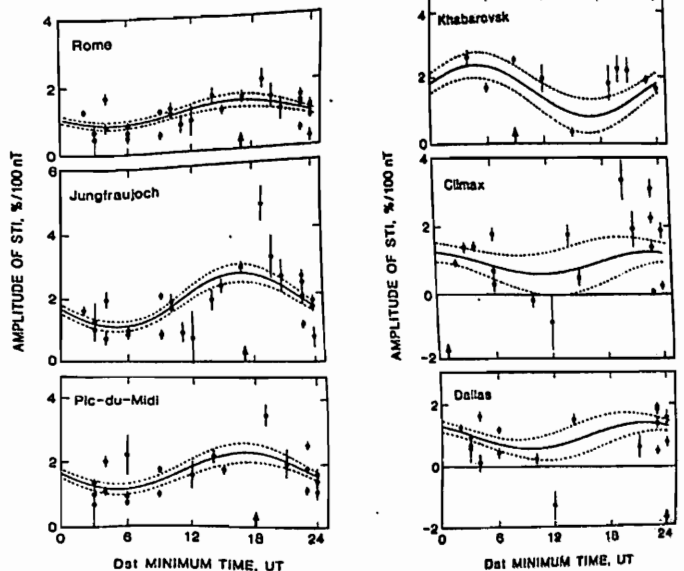 4
Rome
2
0
6
Jungfraujoch
4
2
0
Pic-du-Midi
4
2
0
0 6 12 18 24
Dst MINIMUM TIME, UT
AMPLITUDE OF STI, %/100 nT
4
Khabarovsk
2
0
4
Climax
2
0
-2
Dallas
2
0
-2
0 6 12 18 24
Dst MINIMUM TIME, UT
AMPLITUDE OF STI, %/100 nT